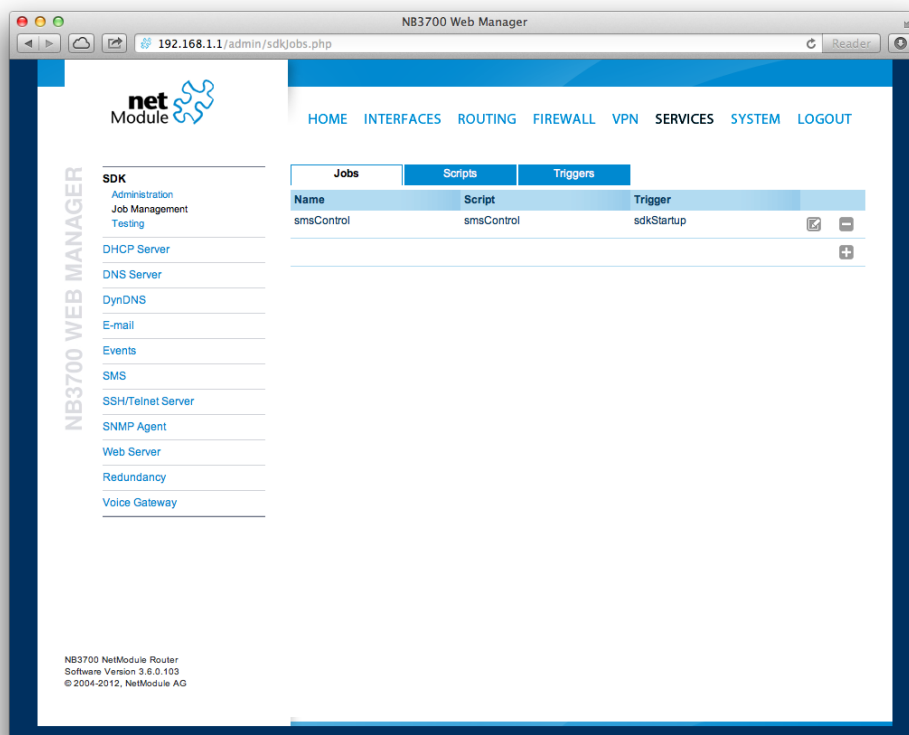 NB3700 Web Manager
192.168.1.1/admin/sdkJobs.php
Reader
net
Module
HOME INTERFACES ROUTING FIREWALL VPN SERVICES SYSTEM LOGOUT
NB3700 WEB MANAGER
SDK
Administration
Job Management
Testing
DHCP Server
DNS Server
DynDNS
E-mail
Events
SMS
SSH/Telnet Server
SNMP Agent
Web Server
Redundancy
Voice Gateway
Jobs Scripts Triggers
Name Script Trigger
smsControl smsControl sdkStartup
NB3700 NetModule Router
Software Version 3.6.0.103
© 2004-2012, NetModule AG